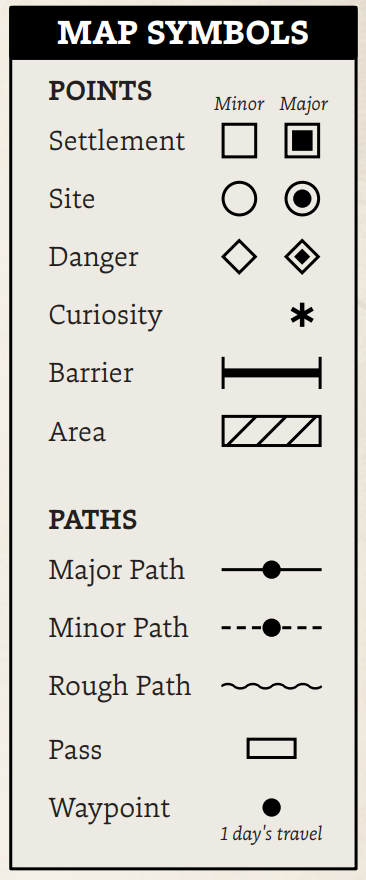 MAP SYMBOLS
POINTS
Minor Major
Settlement
Site
Danger
Curiosity
Barrier
Area
PATHS
Major Path
Minor Path
Rough Path
Pass
Waypoint
1 day's travel